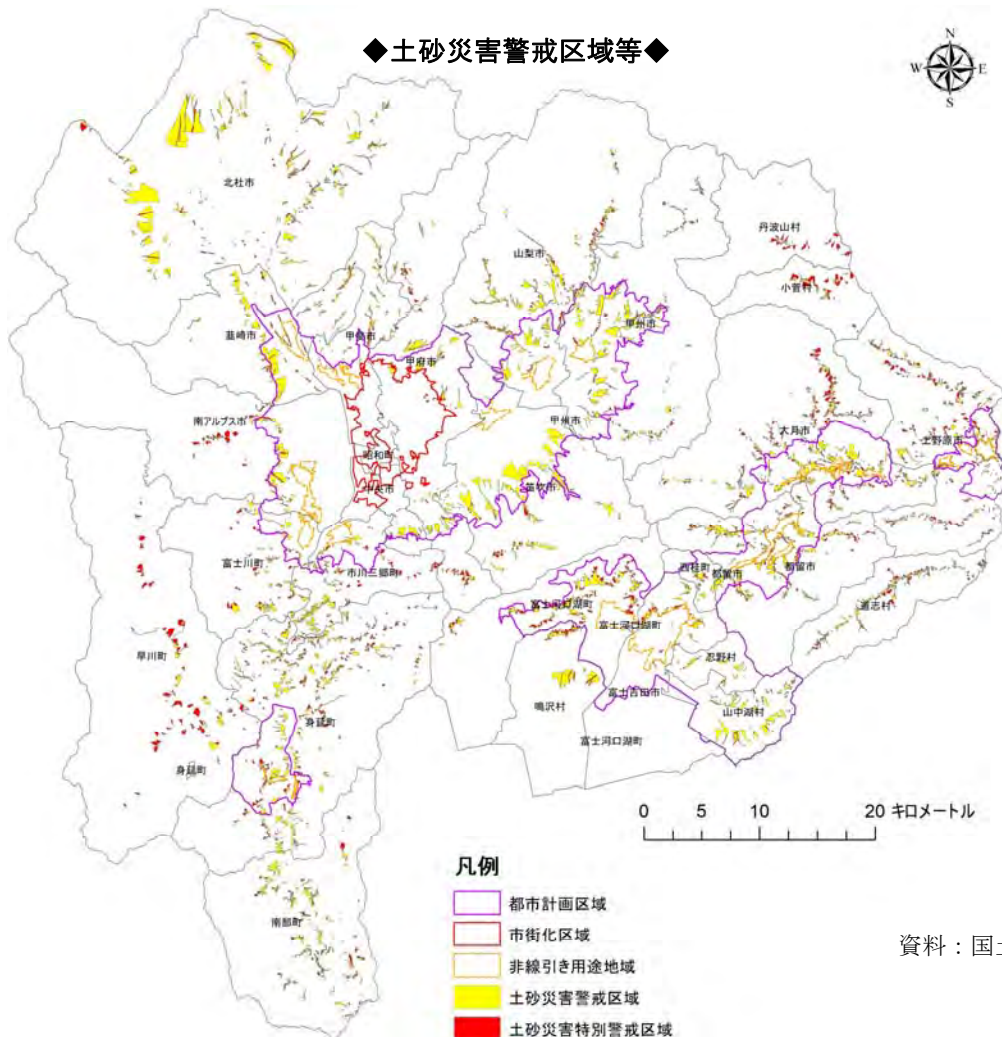 ◆土砂災害警戒区域等◆
N
W E
S
北杜市
丹波山村
山梨市
小菅村
韮崎市
甲斐市
甲府市
甲州市
南アルプス市
昭和町
甲州市
大月市
上野原市
中央市
笛吹市
富士川町
市川三郷町
西桂町
都留市
都留市
道志村
富士河口湖町
富士河口湖町
忍野村
早川町
鳴沢村
富士吉田市
山中湖村
身延町
富士河口湖町
身延町
0 5 10 20 キロメートル
南部町
凡例
都市計画区域
市街化区域
非線引き用途地域
土砂災害警戒区域
土砂災害特別警戒区域
資料：国土